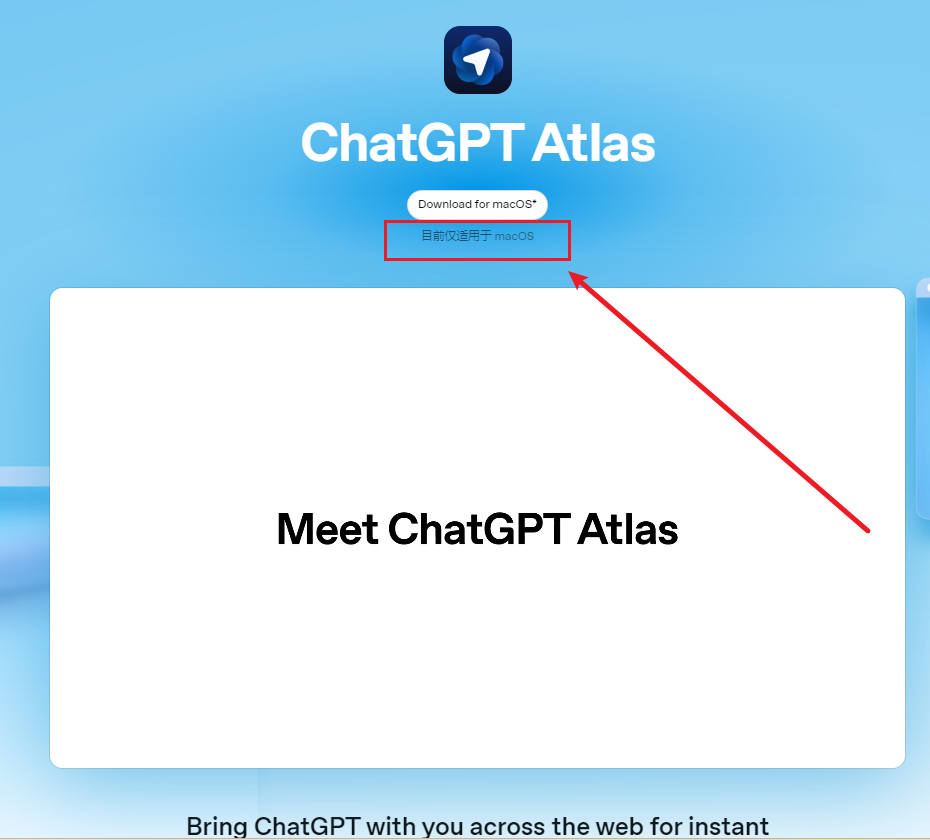 ChatGPT Atlas
Download for macOS*
目前仅适用于 macOS
Meet ChatGPT Atlas
Bring ChatGPT with you across the web for instant